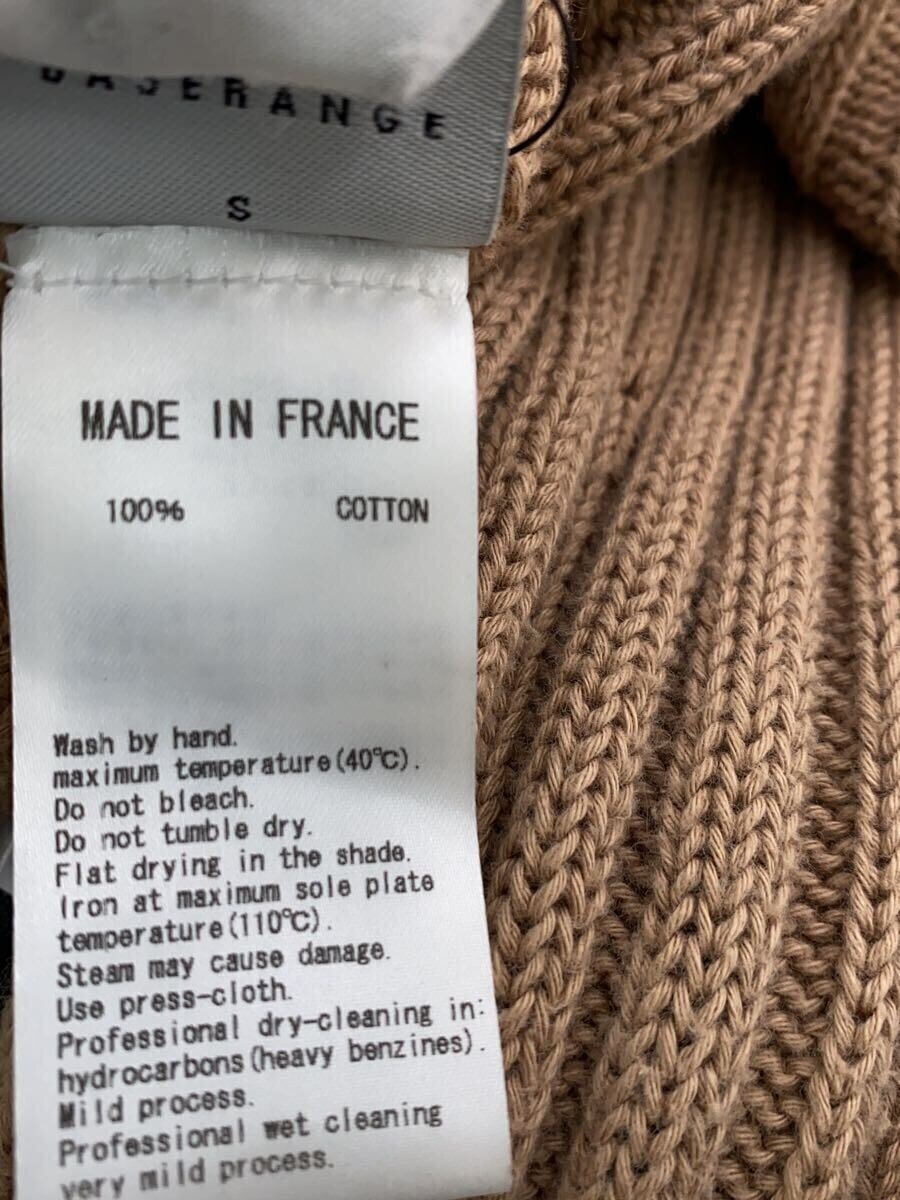 BASERANGE
S
MADE IN FRANCE
100% COTTON
Wash by hand.
maximum temperature(40℃).
Do not bleach.
Do not tumble dry.
Flat drying in the shade.
Iron at maximum sole plate
temperature(110℃).
Steam may cause damage.
Use press-cloth.
Professional dry-cleaning in:
hydrocarbons(heavy benzines).
Mild process.
Professional wet cleaning
very mild process.